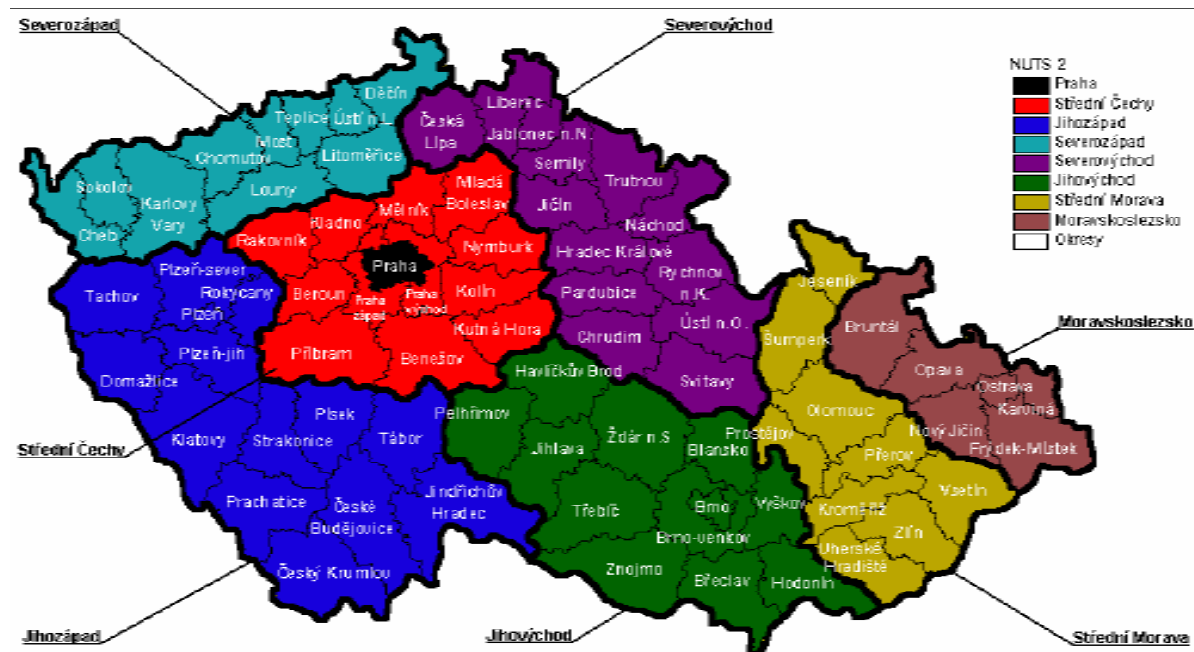 Severozápad
Severovýchod
NUTS 2
Praha
Střední Čechy
Jihozápad
Severozápad
Severovýchod
Jihovýchod
Střední Morava
Moravskoslezsko
Okresy
Děčín
Teplice
Ústí n.L.
Most
Chomutov
Litoměřice
Sokolov
Karlovy
Vary
Louny
Cheb
Liberec
Česká
Lípa
Jablonec n.N.
Semily
Trutnov
Jičín
Náchod
Hradec Králové
Rychnov
n.K.
Pardubice
Ústí n.O.
Chrudim
Svitavy
Mladá
Boleslav
Mělník
Kladno
Rakovník
Nymburk
Praha
Beroun
Praha
západ
Praha
východ
Kolín
Kutná Hora
Příbram
Benešov
Plzeň-sever
Tachov
Rokycany
Plzeň
Plzeň-jih
Domažlice
Klatovy
Písek
Strakonice
Tábor
Prachatice
České
Budějovice
Jindřichův
Hradec
Český Krumlov
Havlíčkův Brod
Pelhřimov
Jihlava
Ždár n.S
Blansko
Třebíč
Brno
Vyškov
Brno-venkov
Znojmo
Břeclav
Hodonín
Jeseník
Šumperk
Olomouc
Prostějov
Přerov
Kroměříž
Vsetín
Zlín
Uherské
Hradiště
Bruntál
Opava
Ostrava
Karviná
Nový Jičín
Frýdek-Místek
Moravskoslezsko
Střední Čechy
Jihozápad
Jihovýchod
Střední Morava